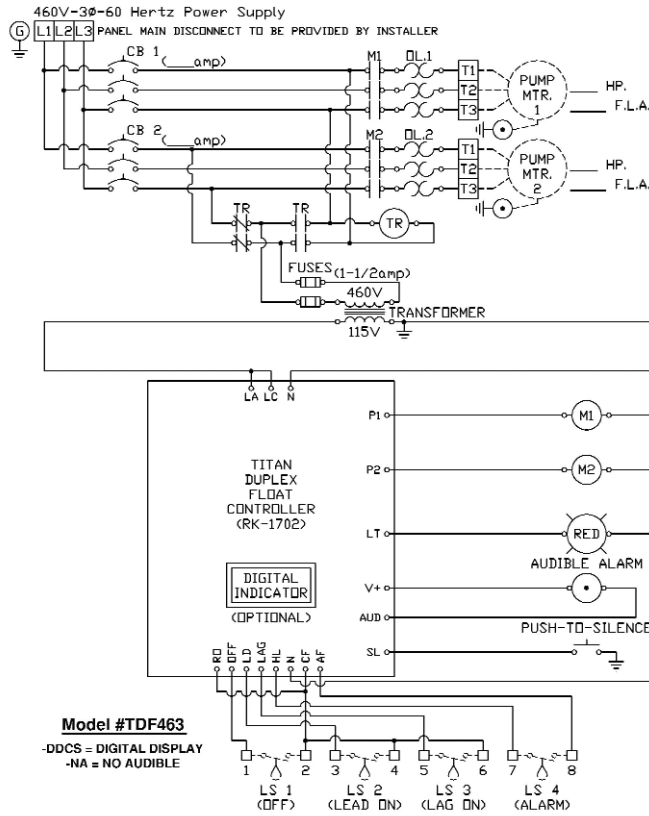 460V-3Ø-60 Hertz Power Supply
G L1 L2 L3 PANEL MAIN DISCONNECT TO BE PROVIDED BY INSTALLER
CB 1 (___amp) M1 OL.1
T1
T2
T3
PUMP
MTR.
1
HP.
F.L.A.
CB 2 (___amp) M2 OL.2
T1
T2
T3
PUMP
MTR.
2
HP.
F.L.A.
TR TR TR
FUSES (1-1/2amp)
460V
TRANSFORMER
115V
LA LC N
P1 M1
TITAN
DUPLEX
FLOAT
CONTROLLER
(RK-1702)
P2 M2
LT RED
AUDIBLE ALARM
DIGITAL
INDICATOR
(OPTIONAL)
V+
AUD
PUSH-TO-SILENCE
SL
RO OFF LD LAG HL N CF AF
Model #TDF463
-DDCS = DIGITAL DISPLAY
-NA = NO AUDIBLE
1 2 3 4 5 6 7 8
LS 1 LS 2 LS 3 LS 4
(OFF) (LEAD ON) (LAG ON) (ALARM)